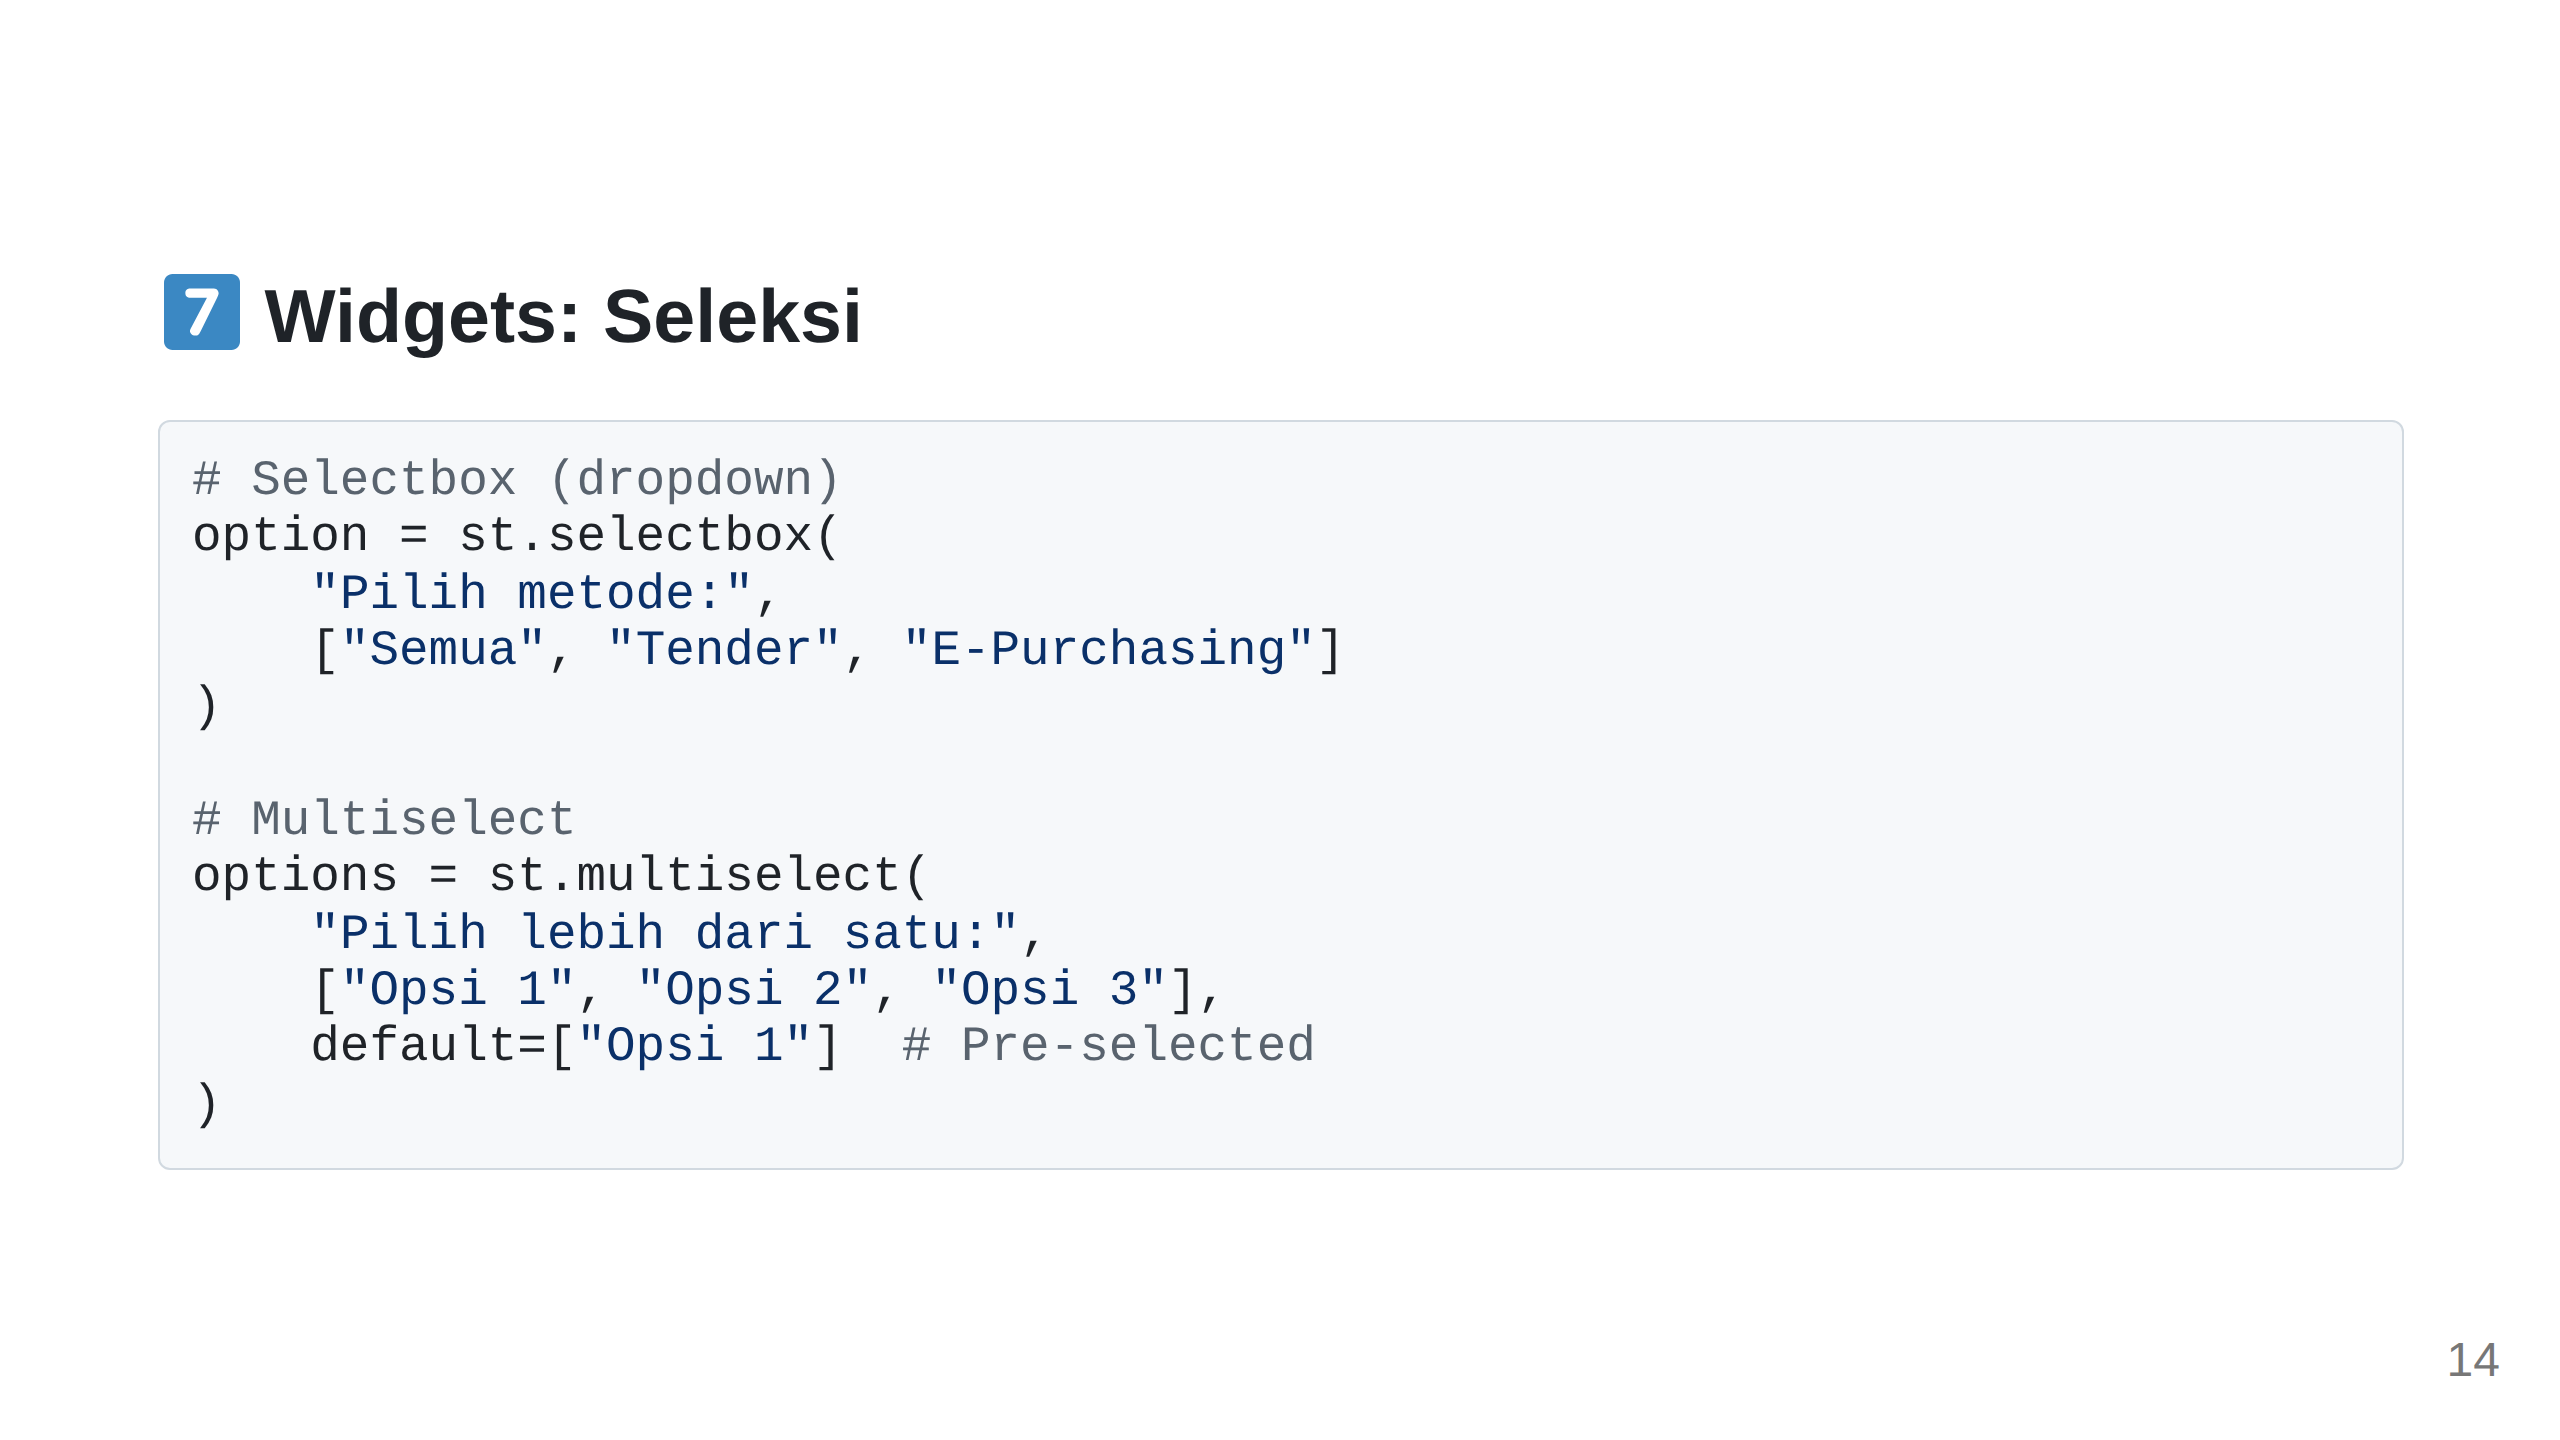 7 Widgets: Seleksi
# Selectbox (dropdown)
option = st.selectbox(
    "Pilih metode:",
    ["Semua", "Tender", "E-Purchasing"]
)

# Multiselect
options = st.multiselect(
    "Pilih lebih dari satu:",
    ["Opsi 1", "Opsi 2", "Opsi 3"],
    default=["Opsi 1"]  # Pre-selected
)
14